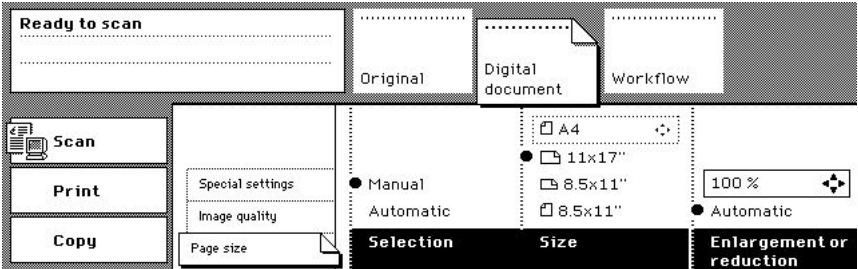 Ready to scan
Original
Digital
document
Workflow
Scan
Print
Copy
Special settings
Image quality
Page size
Manual
Automatic
Selection
A4
11x17"
8.5x11"
8.5x11"
Size
100 %
Automatic
Enlargement or
reduction